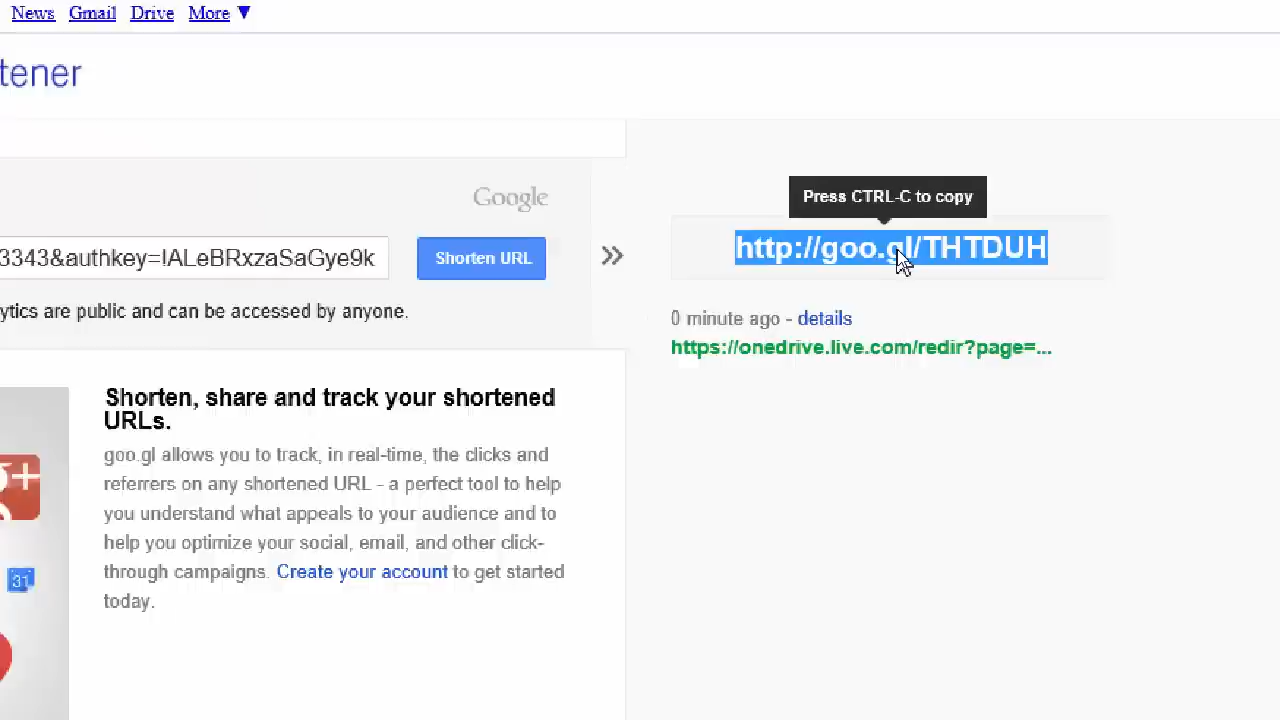 News Gmail Drive More ▼
tener
Google
Press CTRL-C to copy
http://goo.gl/THTDUH
3343&authkey=!ALeBRxzaSaGye9k
Shorten URL
»
ytics are public and can be accessed by anyone.
0 minute ago - details
https://onedrive.live.com/redir?page=...
Shorten, share and track your shortened
URLs.
goo.gl allows you to track, in real-time, the clicks and
referrers on any shortened URL - a perfect tool to help
you understand what appeals to your audience and to
help you optimize your social, email, and other click-
through campaigns. Create your account to get started
today.
+
31